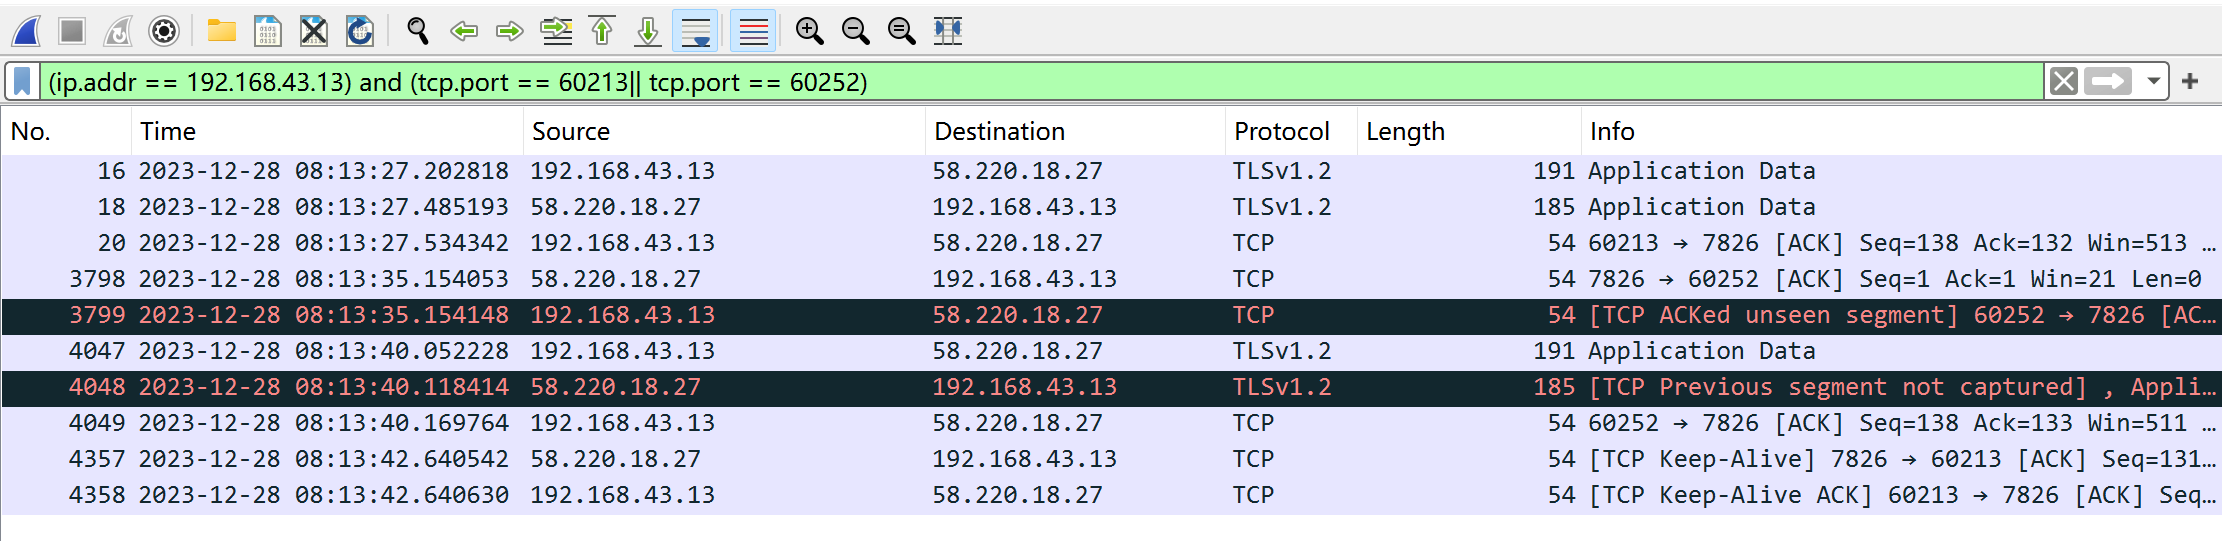 (ip.addr == 192.168.43.13) and (tcp.port == 60213|| tcp.port == 60252)
No. Time Source Destination Protocol Length Info
16 2023-12-28 08:13:27.202818 192.168.43.13 58.220.18.27 TLSv1.2 191 Application Data
18 2023-12-28 08:13:27.485193 58.220.18.27 192.168.43.13 TLSv1.2 185 Application Data
20 2023-12-28 08:13:27.534342 192.168.43.13 58.220.18.27 TCP 54 60213 → 7826 [ACK] Seq=138 Ack=132 Win=513 …
3798 2023-12-28 08:13:35.154053 58.220.18.27 192.168.43.13 TCP 54 7826 → 60252 [ACK] Seq=1 Ack=1 Win=21 Len=0
3799 2023-12-28 08:13:35.154148 192.168.43.13 58.220.18.27 TCP 54 [TCP ACKed unseen segment] 60252 → 7826 [AC…
4047 2023-12-28 08:13:40.052228 192.168.43.13 58.220.18.27 TLSv1.2 191 Application Data
4048 2023-12-28 08:13:40.118414 58.220.18.27 192.168.43.13 TLSv1.2 185 [TCP Previous segment not captured] , Appli…
4049 2023-12-28 08:13:40.169764 192.168.43.13 58.220.18.27 TCP 54 60252 → 7826 [ACK] Seq=138 Ack=133 Win=511 …
4357 2023-12-28 08:13:42.640542 58.220.18.27 192.168.43.13 TCP 54 [TCP Keep-Alive] 7826 → 60213 [ACK] Seq=131…
4358 2023-12-28 08:13:42.640630 192.168.43.13 58.220.18.27 TCP 54 [TCP Keep-Alive ACK] 60213 → 7826 [ACK] Seq…